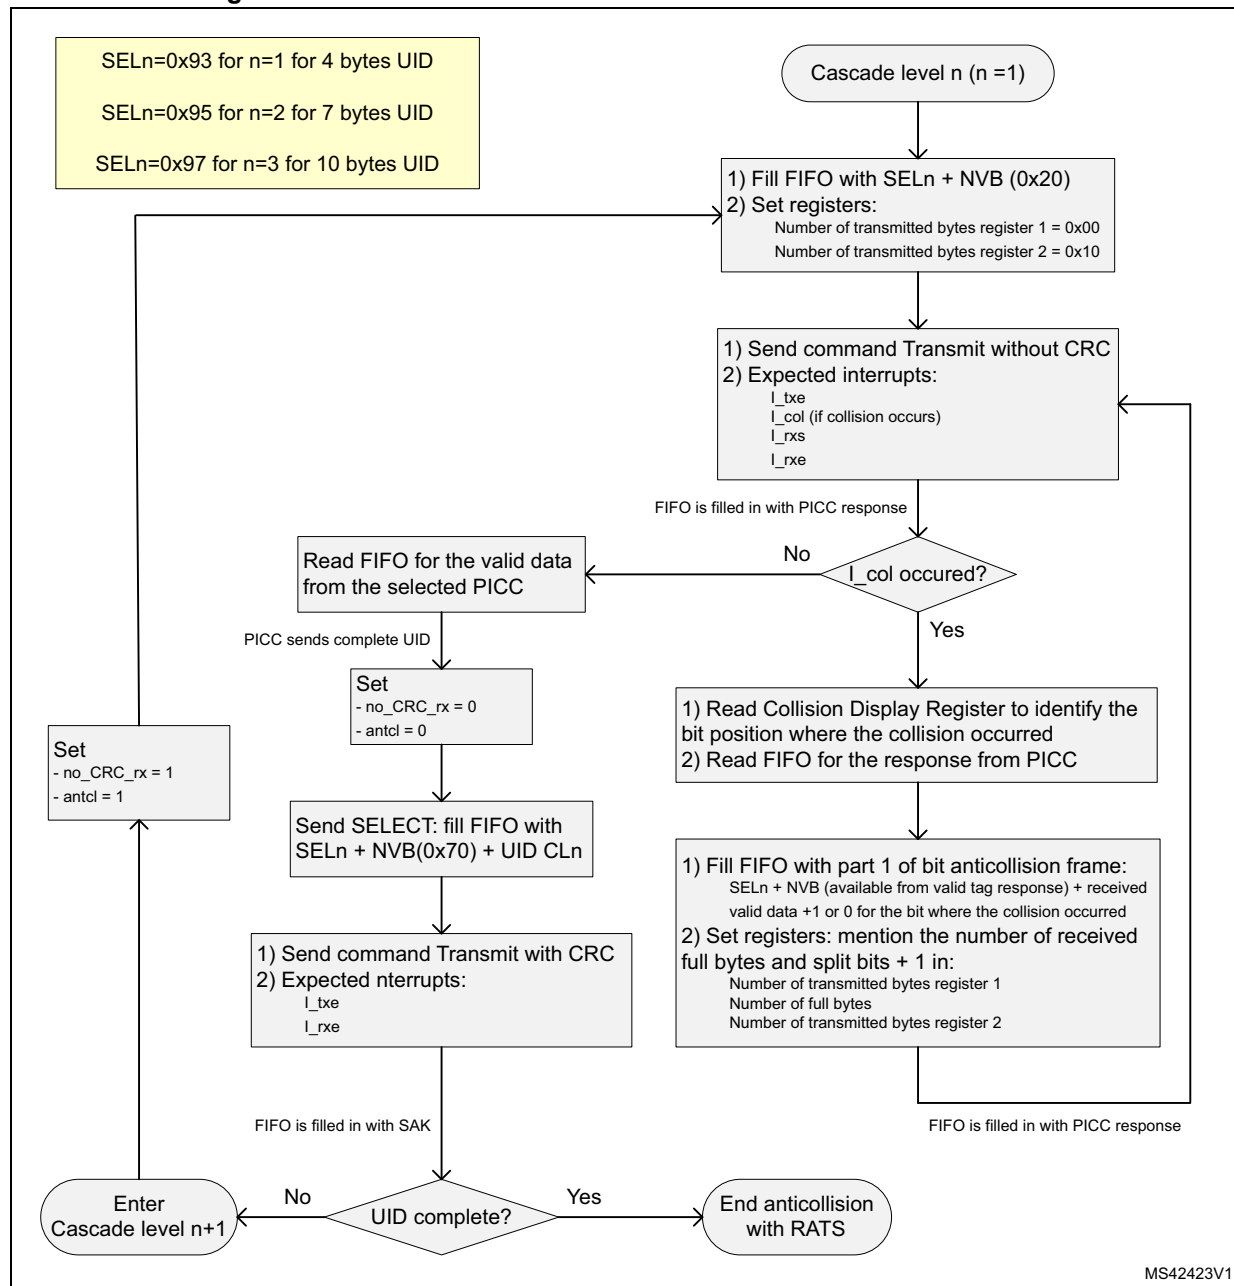 SELn=0x93 for n=1 for 4 bytes UID
SELn=0x95 for n=2 for 7 bytes UID
SELn=0x97 for n=3 for 10 bytes UID
Cascade level n (n =1)
1) Fill FIFO with SELn + NVB (0x20)
2) Set registers:
Number of transmitted bytes register 1 = 0x00
Number of transmitted bytes register 2 = 0x10
1) Send command Transmit without CRC
2) Expected interrupts:
I_txe
I_col (if collision occurs)
I_rxs
I_rxe
FIFO is filled in with PICC response
I_col occured?
No
Yes
Read FIFO for the valid data
from the selected PICC
PICC sends complete UID
Set
- no_CRC_rx = 0
- antcl = 0
Send SELECT: fill FIFO with
SELn + NVB(0x70) + UID CLn
1) Send command Transmit with CRC
2) Expected nterrupts:
I_txe
I_rxe
FIFO is filled in with SAK
1) Read Collision Display Register to identify the
bit position where the collision occurred
2) Read FIFO for the response from PICC
1) Fill FIFO with part 1 of bit anticollision frame:
SELn + NVB (available from valid tag response) + received
valid data +1 or 0 for the bit where the collision occurred
2) Set registers: mention the number of received
full bytes and split bits + 1 in:
Number of transmitted bytes register 1
Number of full bytes
Number of transmitted bytes register 2
FIFO is filled in with PICC response
UID complete?
No
Yes
Enter
Cascade level n+1
Set
- no_CRC_rx = 1
- antcl = 1
End anticollision
with RATS
MS42423V1